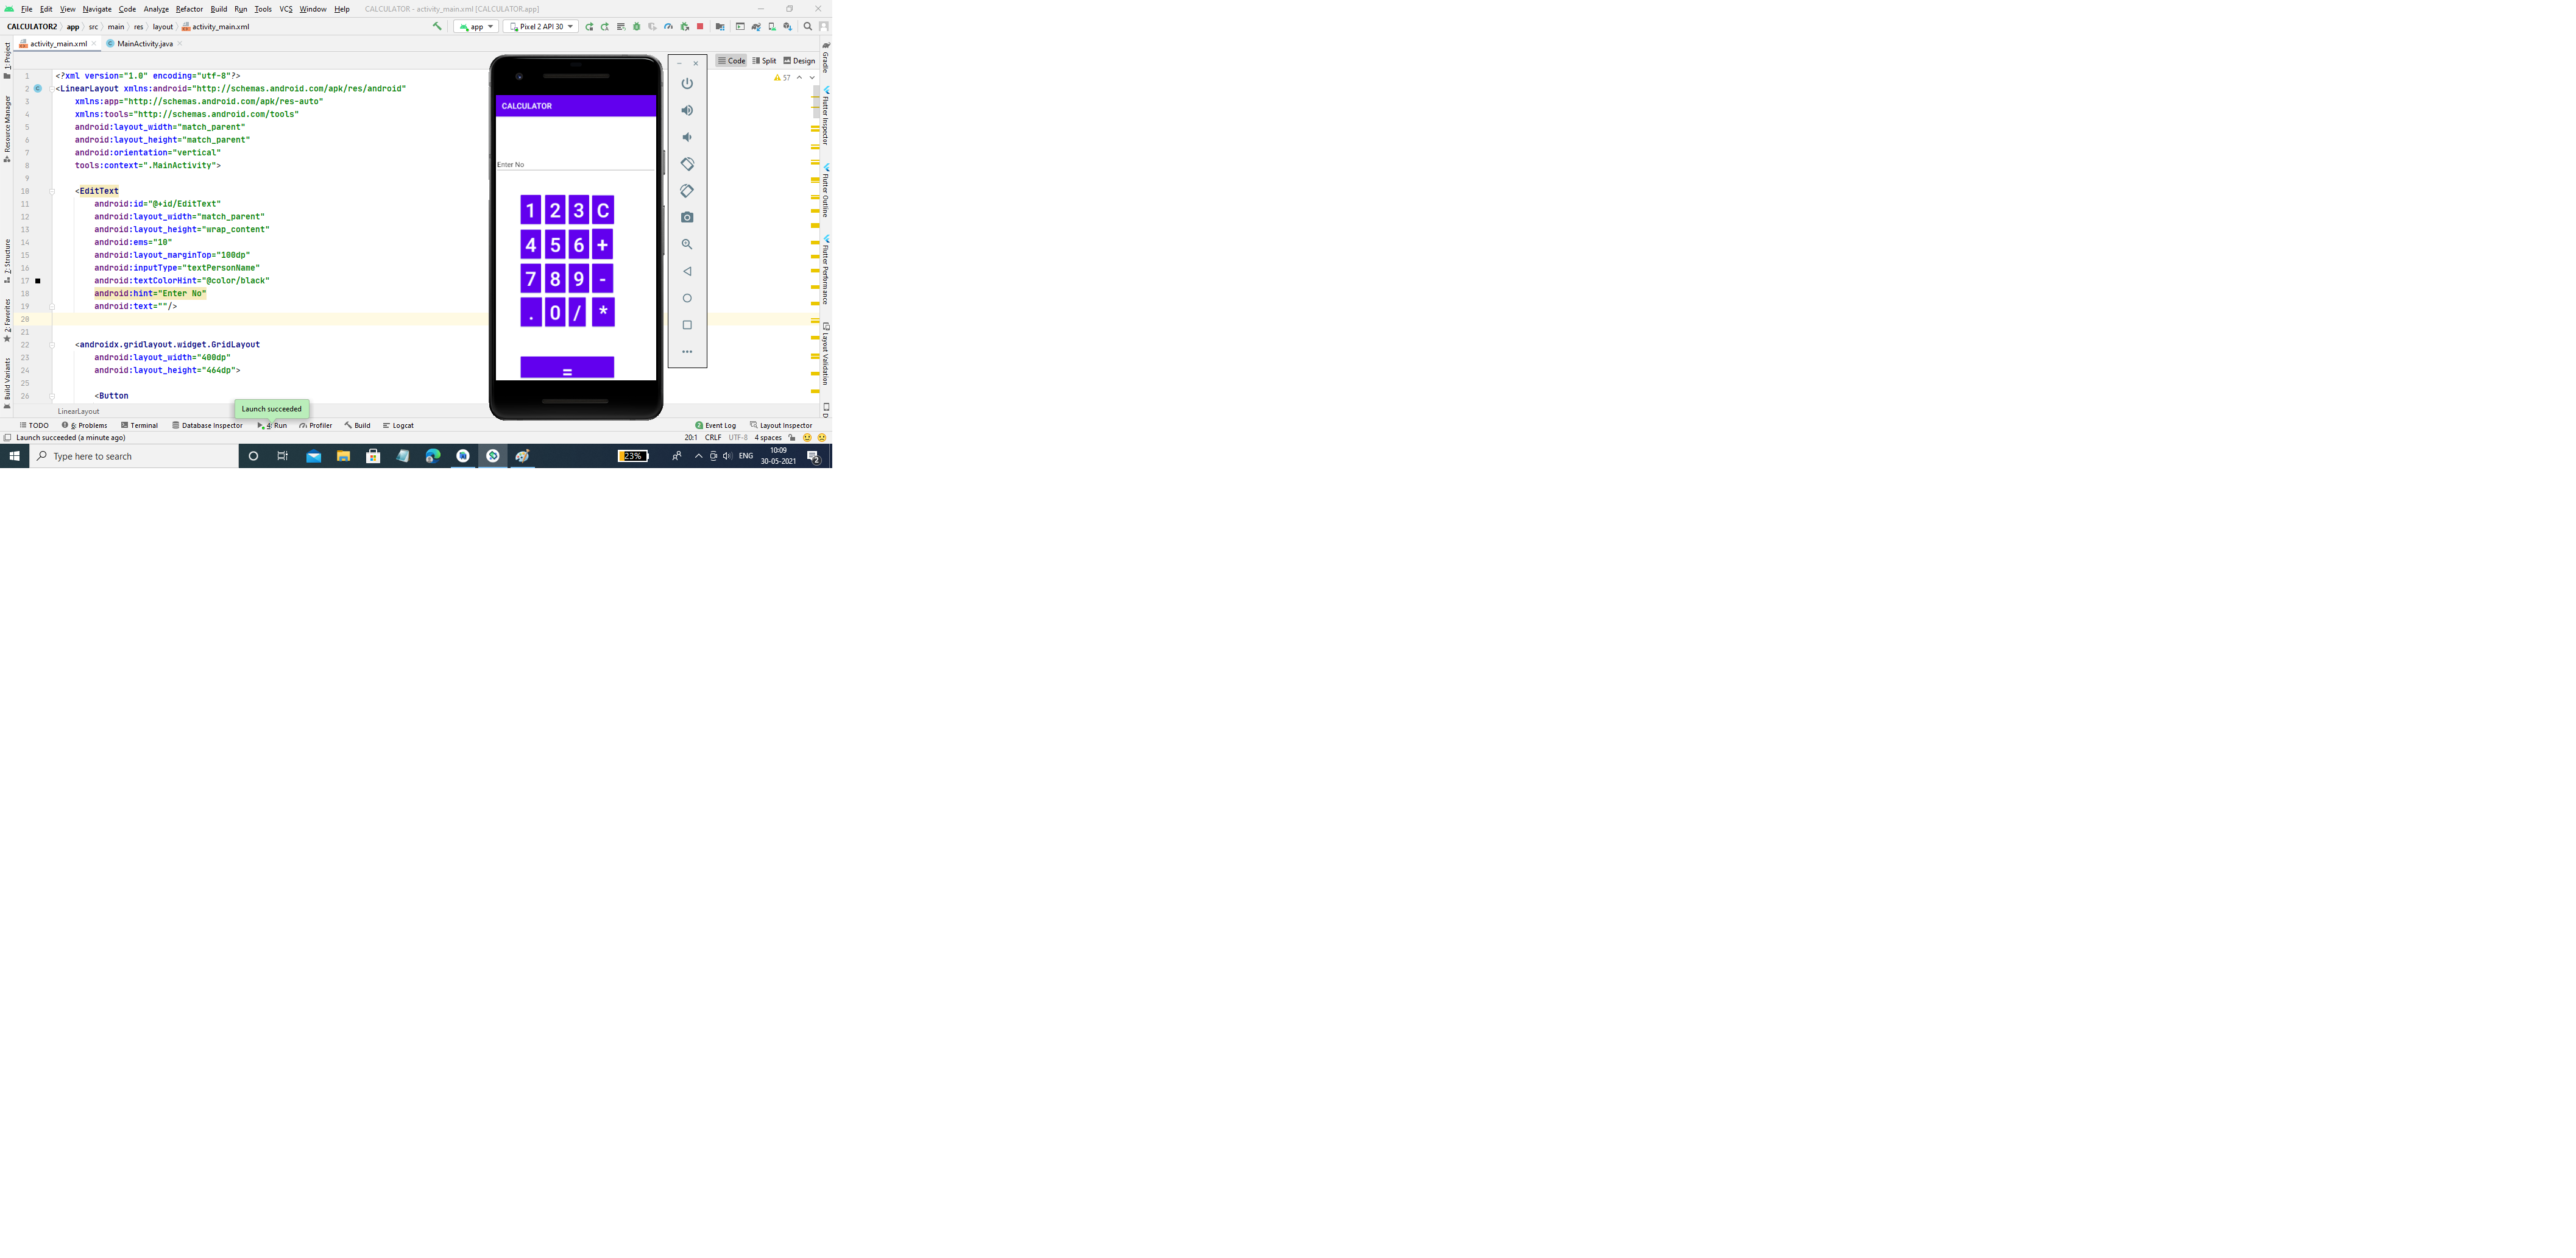 File Edit View Navigate Code Analyze Refactor Build Run Tools VCS Window Help CALCULATOR - activity_main.xml [CALCULATOR.app]
CALCULATOR2 app src main res layout activity_main.xml app Pixel 2 API 30
activity_main.xml MainActivity.java
Code Split Design
57
1: Project
Resource Manager
7: Structure
2: Favorites
Build Variants
1 <?xml version="1.0" encoding="utf-8"?>
2 <LinearLayout xmlns:android="http://schemas.android.com/apk/res/android"
3 xmlns:app="http://schemas.android.com/apk/res-auto"
4 xmlns:tools="http://schemas.android.com/tools"
5 android:layout_width="match_parent"
6 android:layout_height="match_parent"
7 android:orientation="vertical"
8 tools:context=".MainActivity">
9
10 <EditText
11 android:id="@+id/EditText"
12 android:layout_width="match_parent"
13 android:layout_height="wrap_content"
14 android:ems="10"
15 android:layout_marginTop="100dp"
16 android:inputType="textPersonName"
17 android:textColorHint="@color/black"
18 android:hint="Enter No"
19 android:text=""/>
20
21
22 <androidx.gridlayout.widget.GridLayout
23 android:layout_width="400dp"
24 android:layout_height="464dp">
25
26 <Button
LinearLayout
CALCULATOR
Enter No
1 2 3 C
4 5 6 +
7 8 9 -
. 0 / *
=
Gradle
Flutter Inspector
Flutter Outline
Flutter Performance
Layout Validation
D
Launch succeeded
TODO 6: Problems Terminal Database Inspector 4: Run Profiler Build Logcat 2 Event Log Layout Inspector
Launch succeeded (a minute ago) 20:1 CRLF UTF-8 4 spaces
Type here to search 23% ENG 10:09
30-05-2021 2